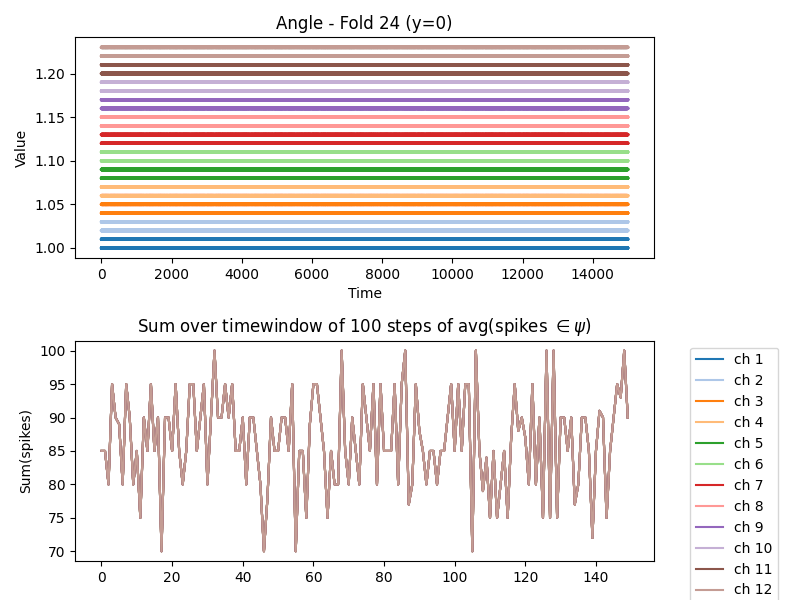 Angle - Fold 24 (y=0)
Value
1.20
1.15
1.10
1.05
1.00
0 2000 4000 6000 8000 10000 12000 14000
Time
Sum over timewindow of 100 steps of avg(spikes ∈ ψ)
Sum(spikes)
100
95
90
85
80
75
70
0 20 40 60 80 100 120 140
ch 1
ch 2
ch 3
ch 4
ch 5
ch 6
ch 7
ch 8
ch 9
ch 10
ch 11
ch 12